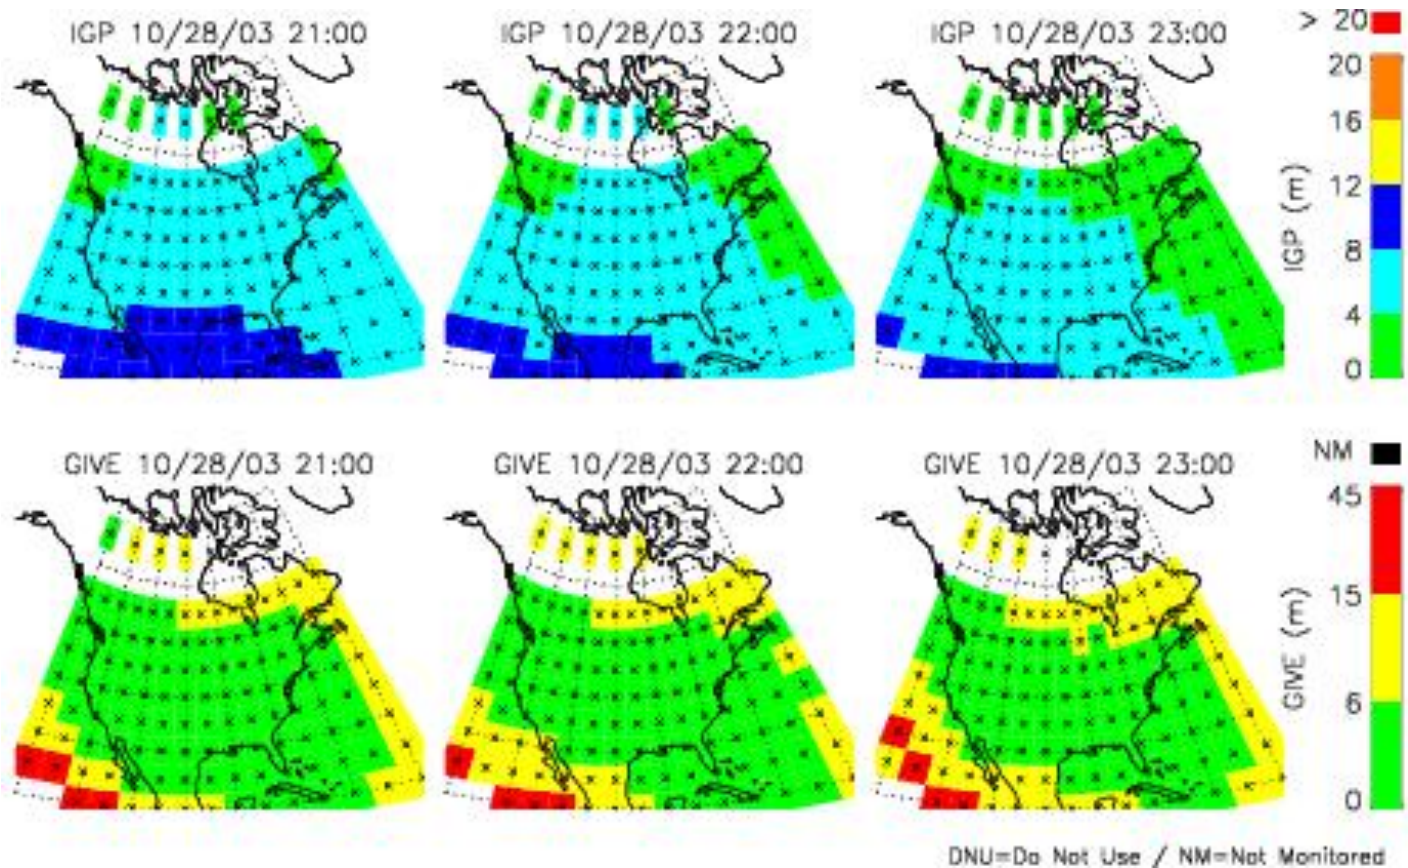 IGP 10/28/03 21:00
IGP 10/28/03 22:00
IGP 10/28/03 23:00
> 20
20
16
12
8
4
0
IGP (m)
GIVE 10/28/03 21:00
GIVE 10/28/03 22:00
GIVE 10/28/03 23:00
NM
45
15
6
0
GIVE (m)
DNU=Do Not Use / NM=Not Monitored